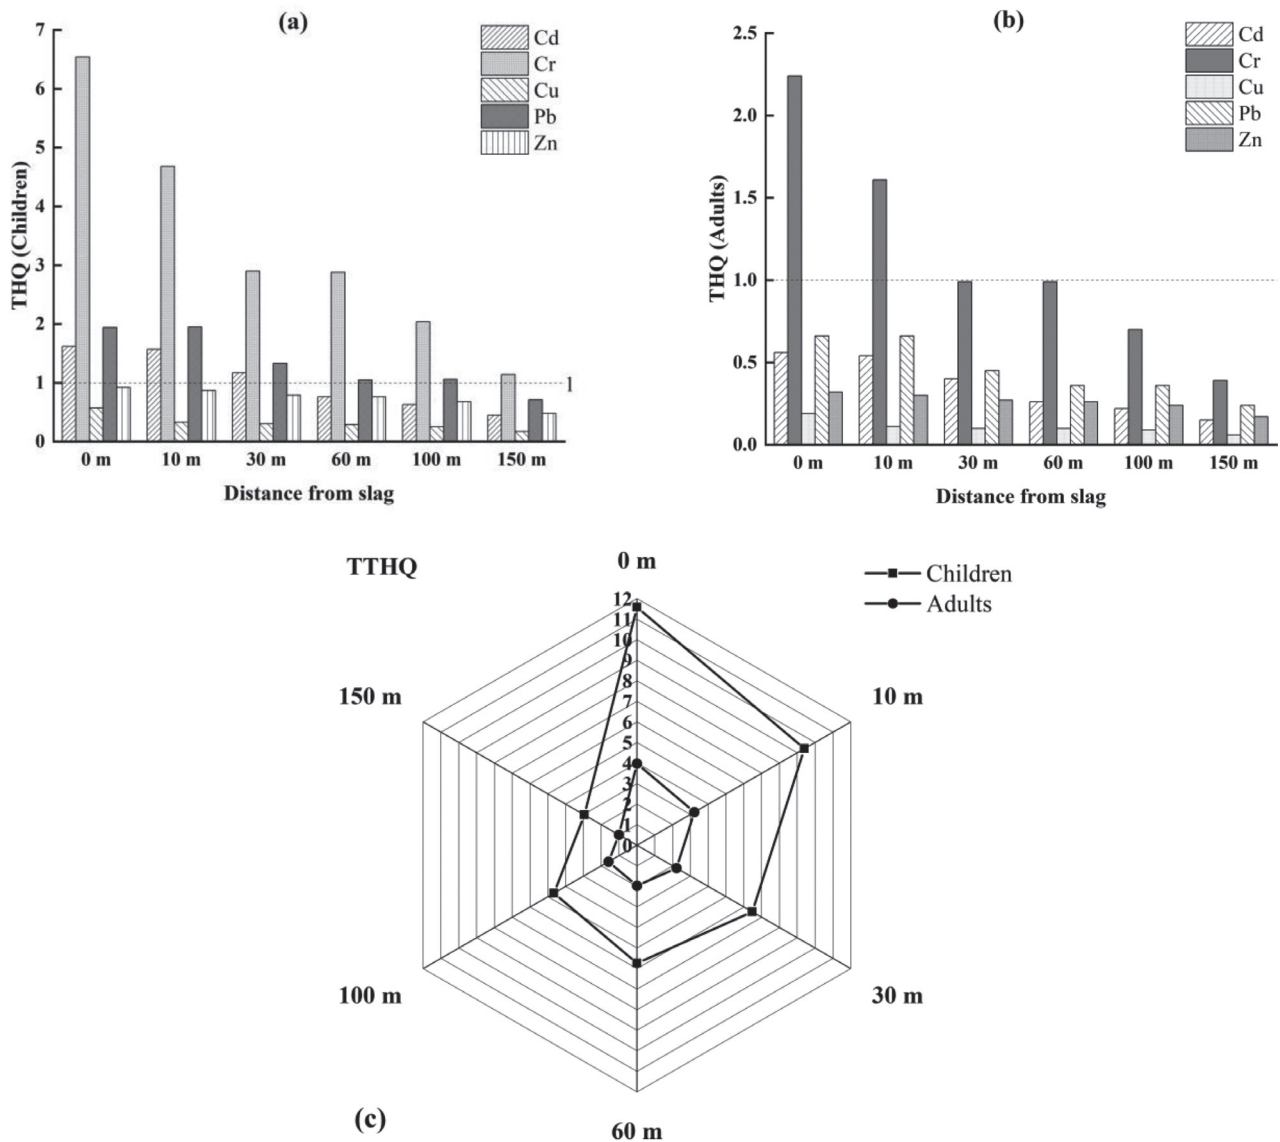 (a)
7
6
5
4
3
2
1
0
THQ (Children)
Cd
Cr
Cu
Pb
Zn
1
0 m 10 m 30 m 60 m 100 m 150 m
Distance from slag
(b)
2.5
2.0
1.5
1.0
0.5
0.0
THQ (Adults)
Cd
Cr
Cu
Pb
Zn
0 m 10 m 30 m 60 m 100 m 150 m
Distance from slag
TTHQ
0 m
Children
Adults
12
11
10
9
8
7
6
5
4
3
2
1
0
150 m
10 m
100 m
30 m
60 m
(c)